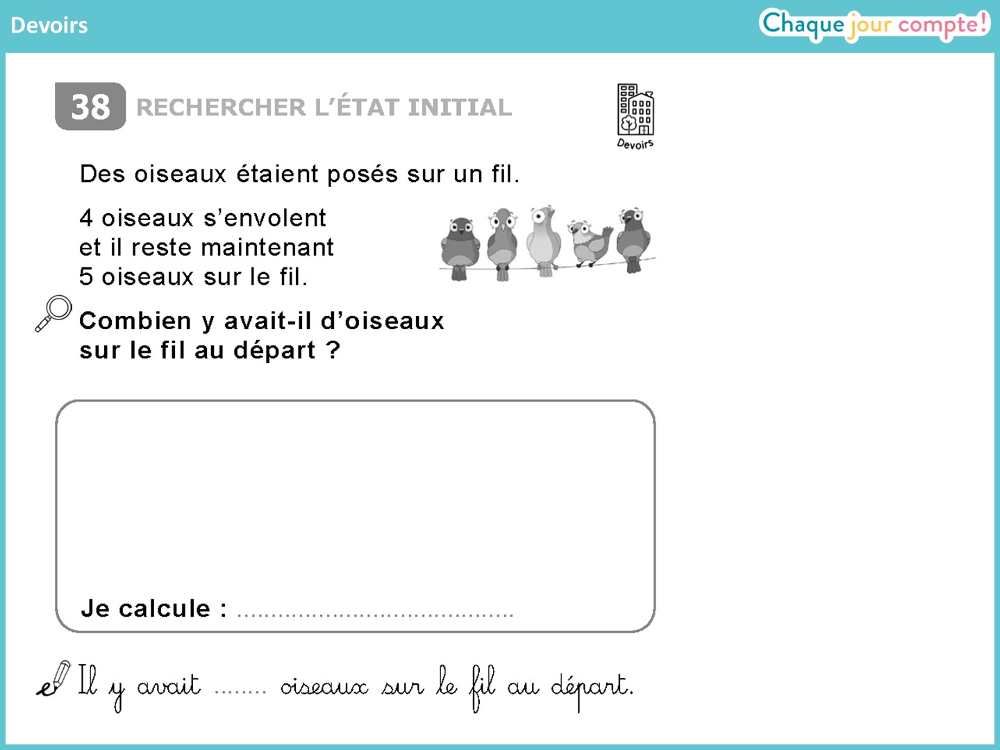 Devoirs
Chaque jour compte!
38 RECHERCHER L’ÉTAT INITIAL
Devoirs
Des oiseaux étaient posés sur un fil.
4 oiseaux s’envolent
et il reste maintenant
5 oiseaux sur le fil.
Combien y avait-il d’oiseaux
sur le fil au départ ?
Je calcule : ........................................
Il y avait ........ oiseaux sur le fil au départ.